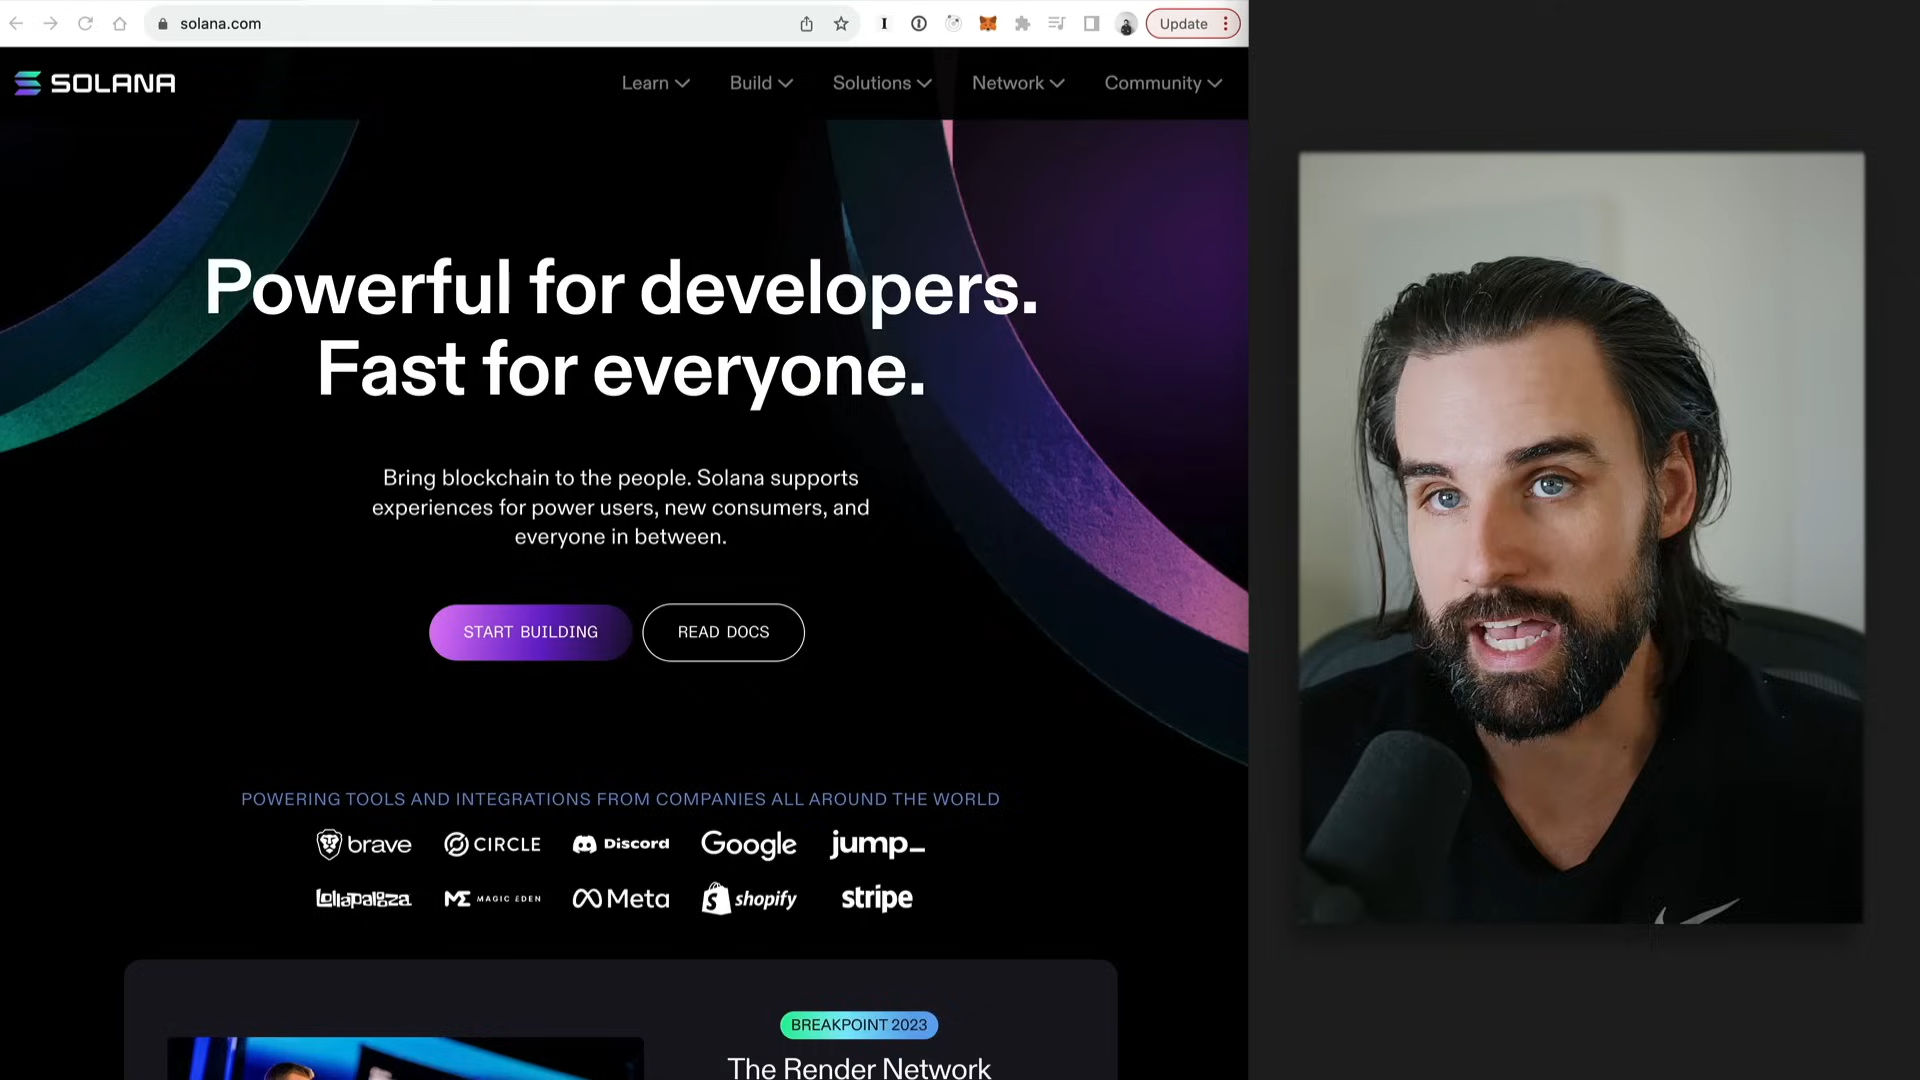 solana.com
Update
SOLANA
Learn
Build
Solutions
Network
Community
Powerful for developers.
Fast for everyone.
Bring blockchain to the people. Solana supports
experiences for power users, new consumers, and
everyone in between.
START BUILDING
READ DOCS
POWERING TOOLS AND INTEGRATIONS FROM COMPANIES ALL AROUND THE WORLD
brave
CIRCLE
Discord
Google
jump_
Lollapalooza
MAGIC EDEN
Meta
shopify
stripe
BREAKPOINT 2023
The Render Network